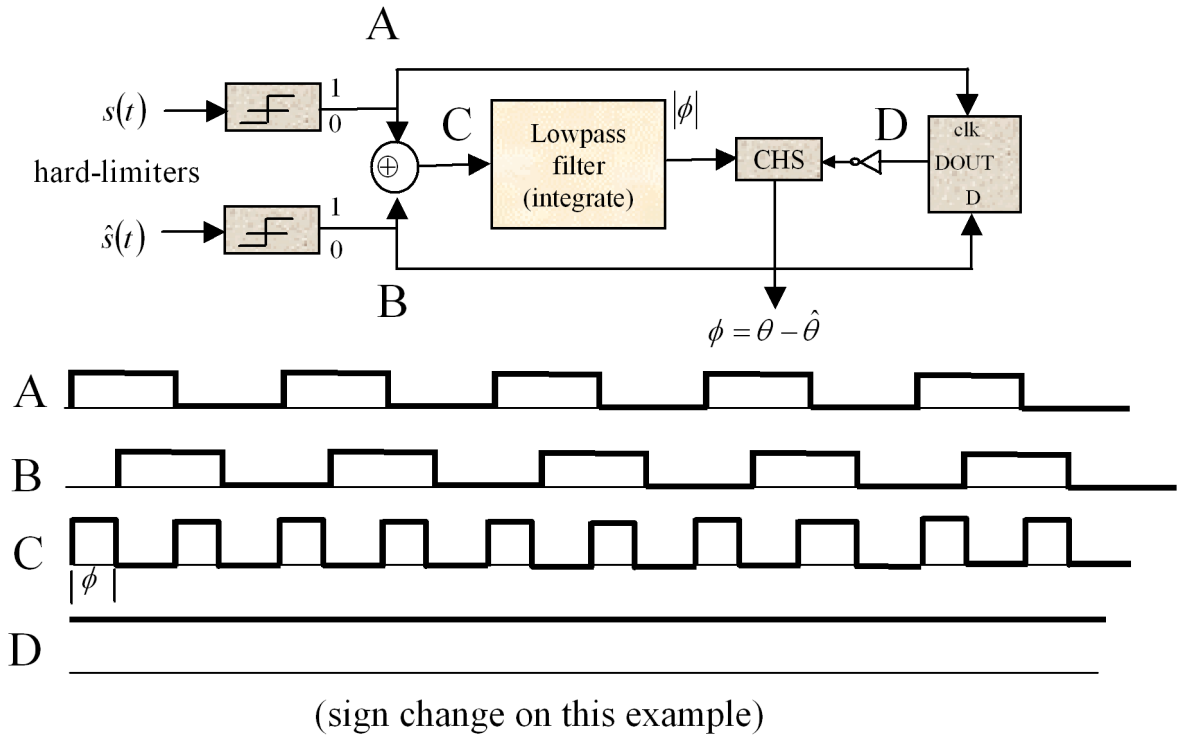 A
s(t)
1
0
hard-limiters
ŝ(t)
1
0
⊕
C
Lowpass
filter
(integrate)
|ϕ|
CHS
D
clk
DOUT
D
B
ϕ = θ − θ̂
A
B
C
ϕ
D
(sign change on this example)